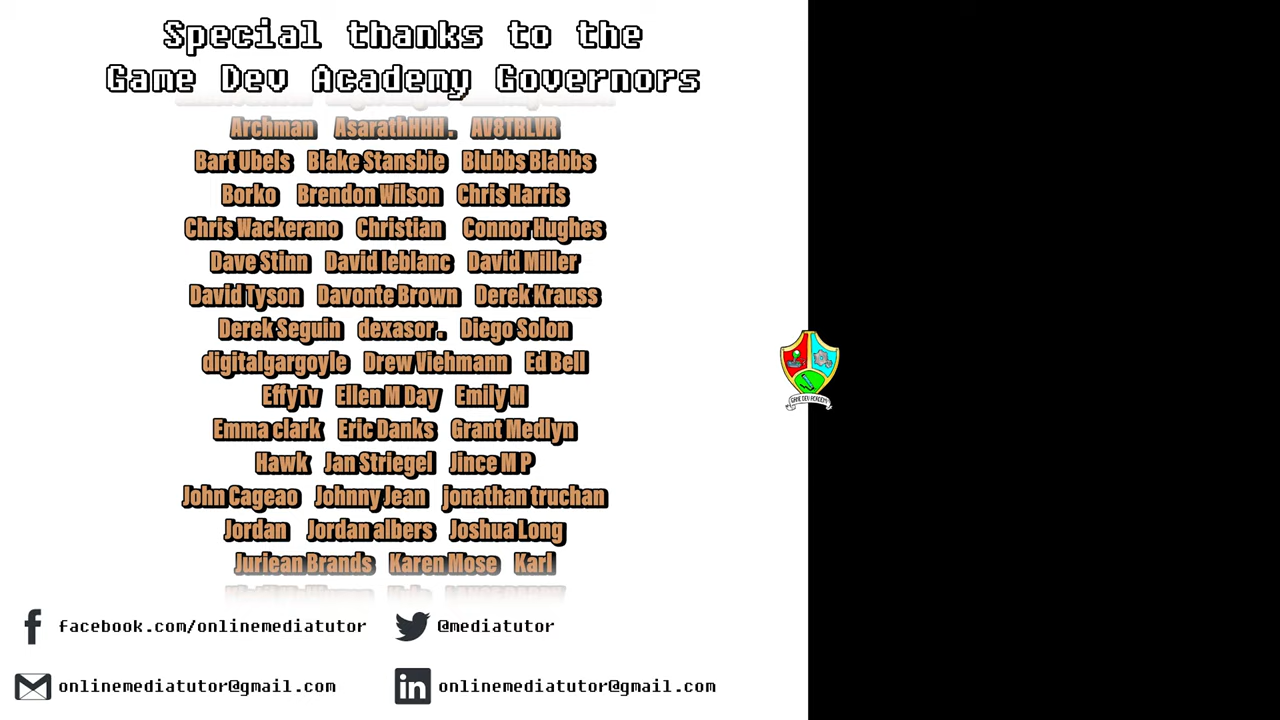 Special thanks to the
Game Dev Academy Governors
Archman AsarathHHH . AV8TRLVR
Bart Ubels Blake Stansbie Blubbs Blabbs
Borko Brendon Wilson Chris Harris
Chris Wackerano Christian Connor Hughes
Dave Stinn David leblanc David Miller
David Tyson Davonte Brown Derek Krauss
Derek Seguin dexasor . Diego Solon
digitalgargoyle Drew Viehmann Ed Bell
EffyTv Ellen M Day Emily M
Emma clark Eric Danks Grant Medlyn
Hawk Jan Striegel Jince M P
John Cageao Johnny Jean jonathan truchan
Jordan Jordan albers Joshua Long
Jurlean Brands Karen Mose Karl
facebook.com/onlinemediatutor @mediatutor
onlinemediatutor@gmail.com onlinemediatutor@gmail.com
GAME DEV ACADEMY